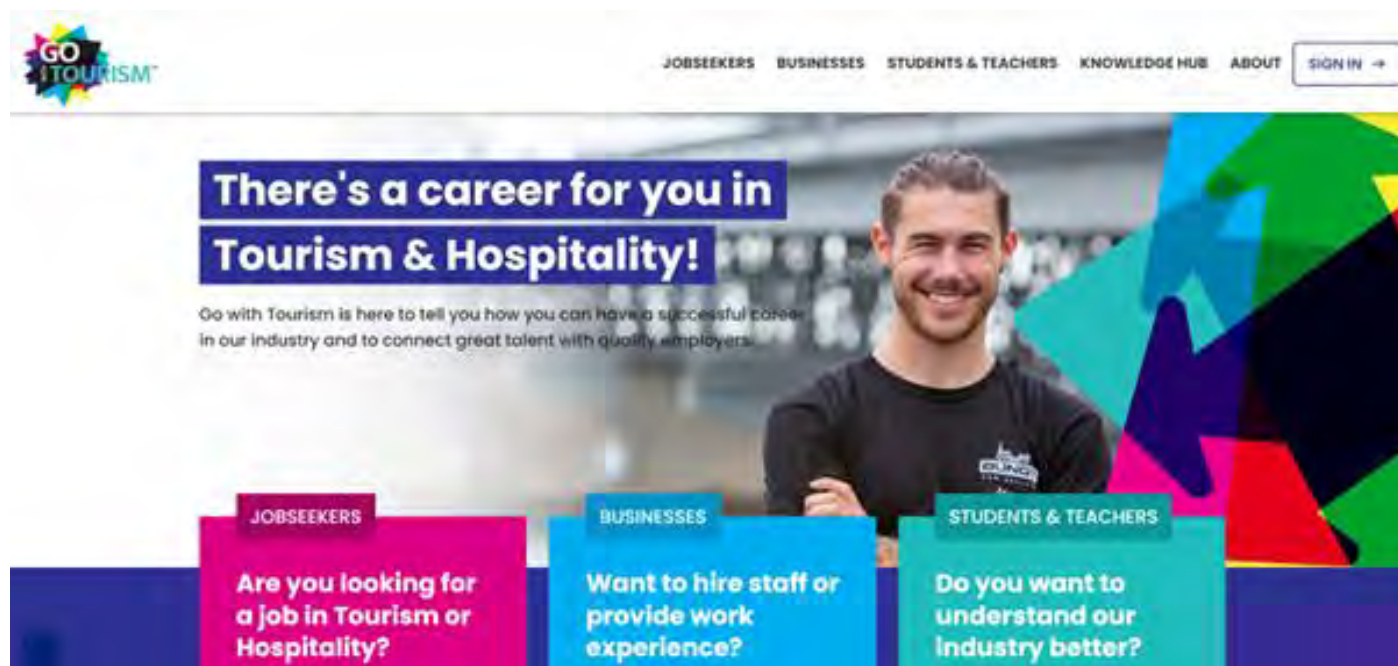 GO
TOURISM
JOBSEEKERS BUSINESSES STUDENTS & TEACHERS KNOWLEDGE HUB ABOUT SIGN IN →
There's a career for you in
Tourism & Hospitality!
Go with Tourism is here to tell you how you can have a successful career
in our industry and to connect great talent with quality employers.
BUNGY
JOBSEEKERS BUSINESSES STUDENTS & TEACHERS
Are you looking for
a job in Tourism or
Hospitality?
Want to hire staff or
provide work
experience?
Do you want to
understand our
industry better?